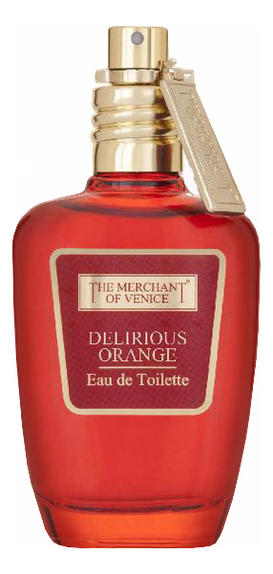 THE MERCHANT®
OF VENICE
DELIRIOUS
ORANGE
Eau de Toilette